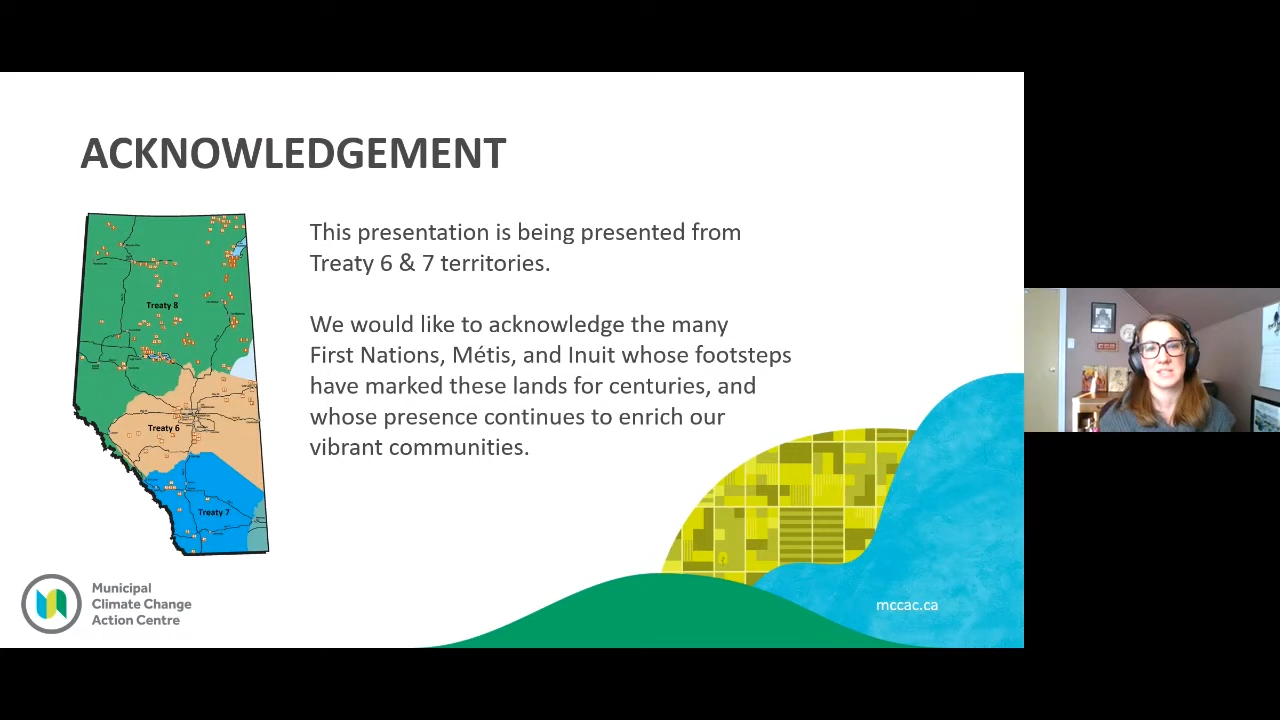 ACKNOWLEDGEMENT
This presentation is being presented from
Treaty 6 & 7 territories.
We would like to acknowledge the many
First Nations, Métis, and Inuit whose footsteps
have marked these lands for centuries, and
whose presence continues to enrich our
vibrant communities.
Treaty 8
Treaty 6
Treaty 7
Municipal
Climate Change
Action Centre
mccac.ca